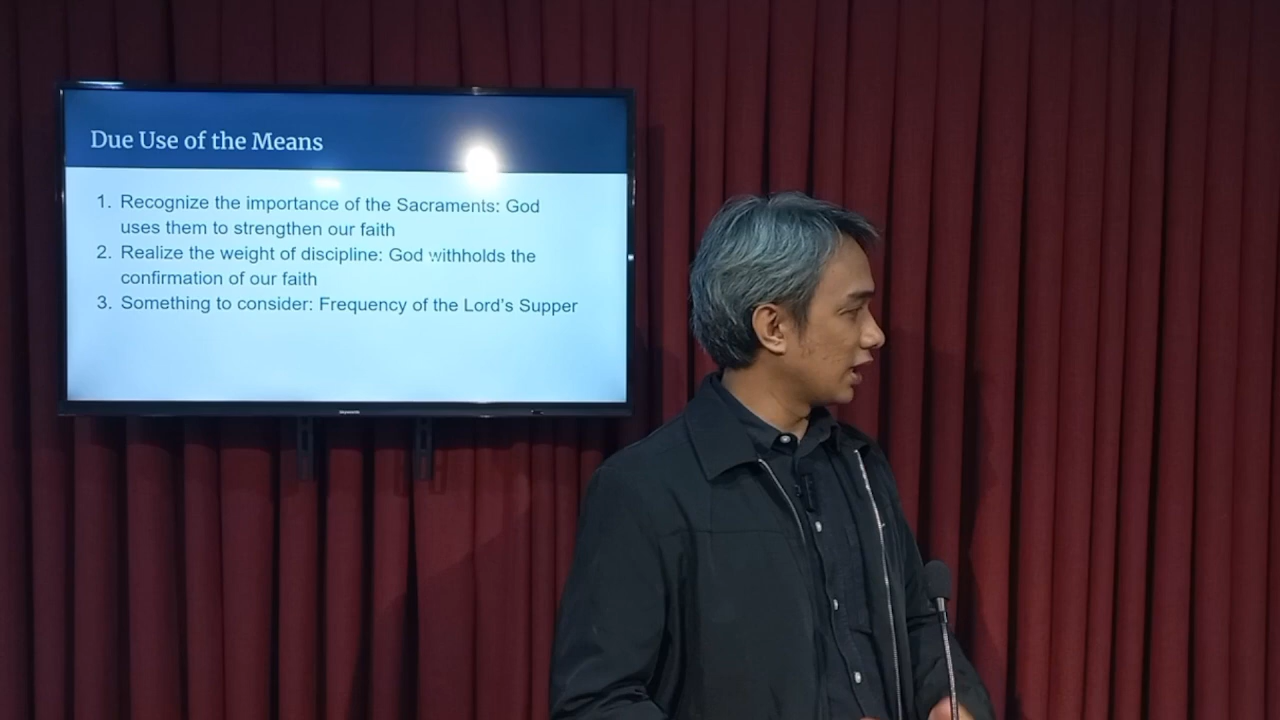 Due Use of the Means
1. Recognize the importance of the Sacraments: God
uses them to strengthen our faith
2. Realize the weight of discipline: God withholds the
confirmation of our faith
3. Something to consider: Frequency of the Lord's Supper